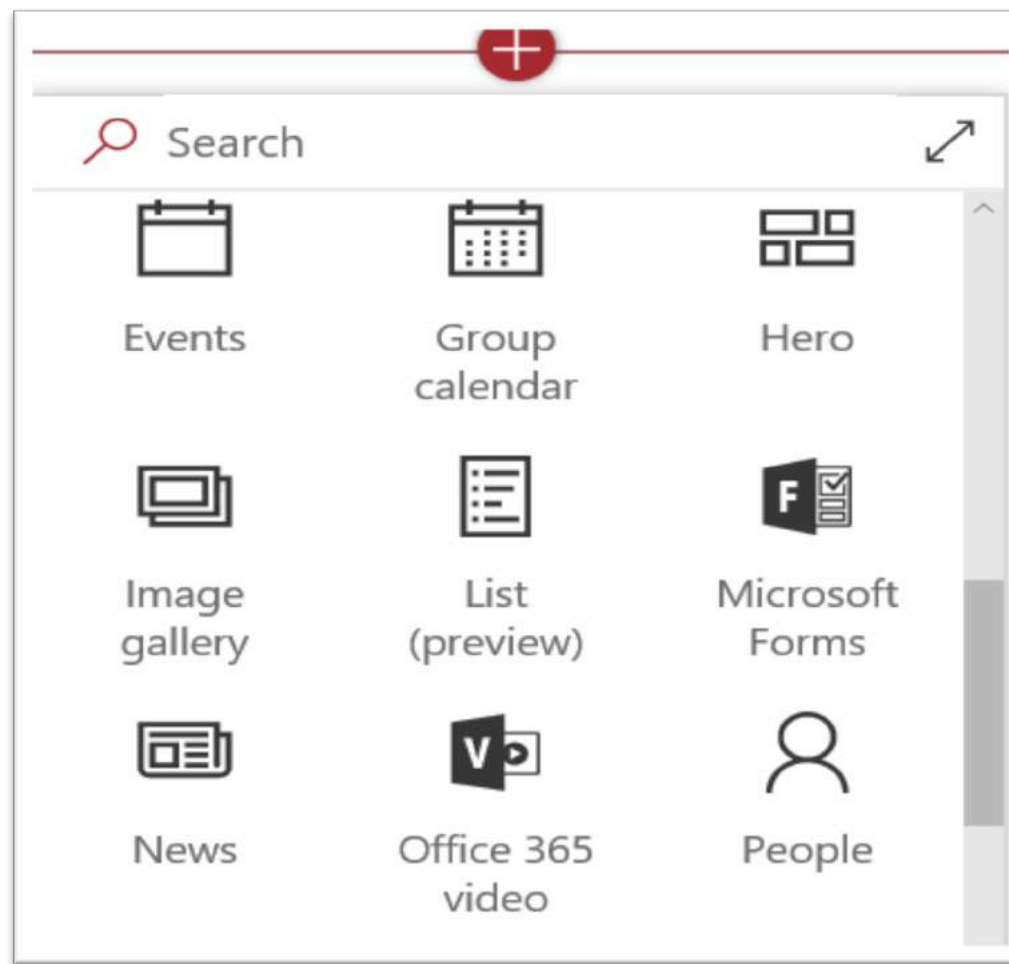 Search
Events
Group
calendar
Hero
Image
gallery
List
(preview)
F
Microsoft
Forms
News
V
Office 365
video
People